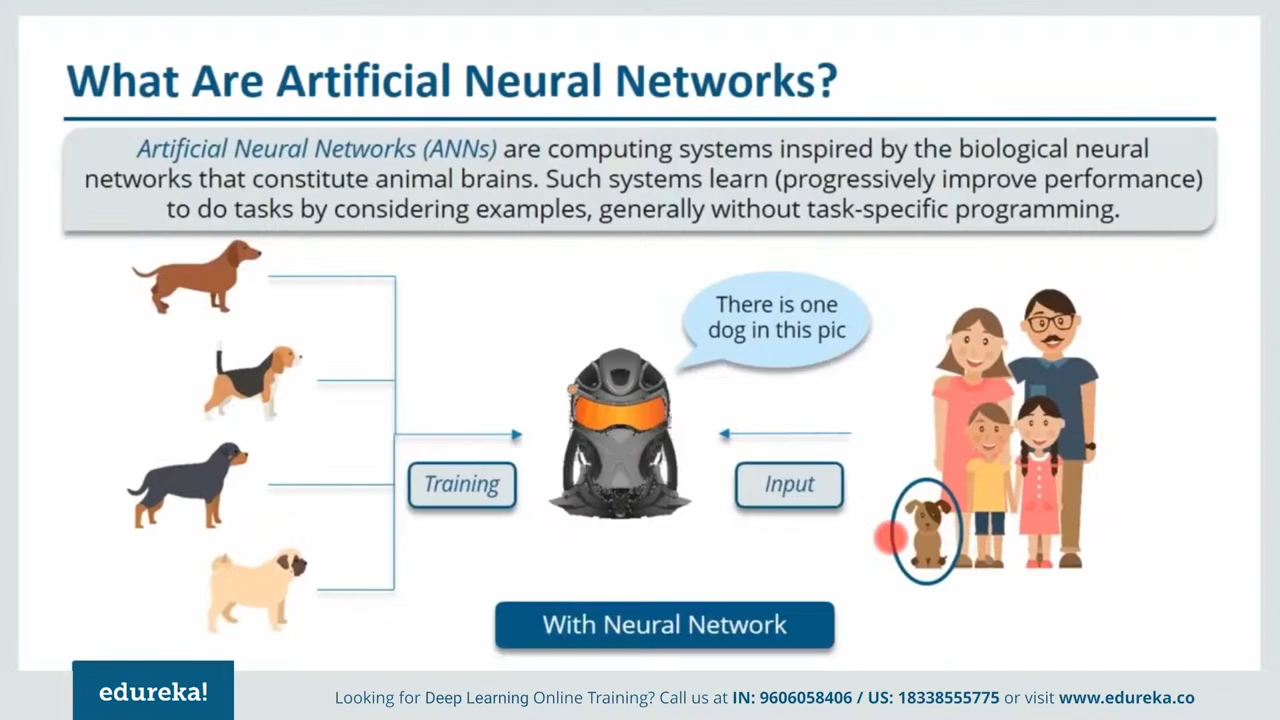 What Are Artificial Neural Networks?
Artificial Neural Networks (ANNs) are computing systems inspired by the biological neural
networks that constitute animal brains. Such systems learn (progressively improve performance)
to do tasks by considering examples, generally without task-specific programming.
There is one
dog in this pic
Training
Input
With Neural Network
edureka!
Looking for Deep Learning Online Training? Call us at IN: 9606058406 / US: 18338555775 or visit www.edureka.co